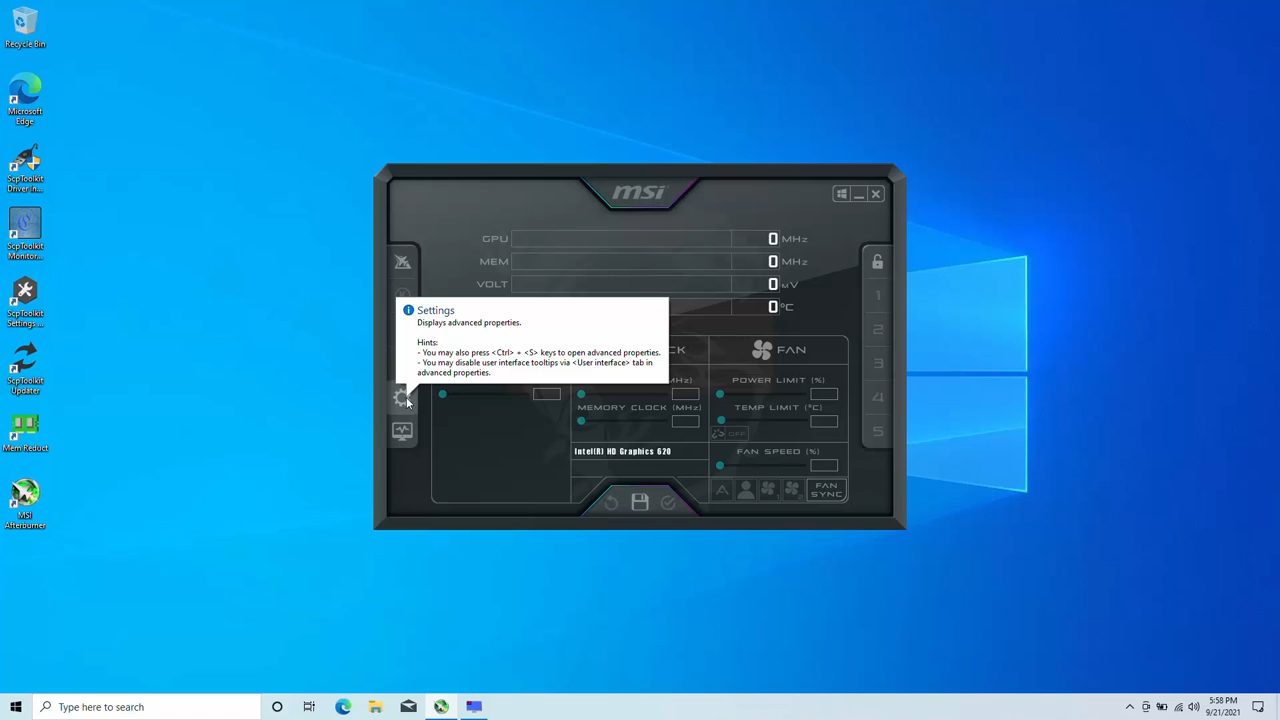 Recycle Bin
Microsoft
Edge
ScpToolkit
Driver In...
ScpToolkit
Monitor...
ScpToolkit
Settings ...
ScpToolkit
Updater
Mem Reduct
MSI
Afterburner
msi
GPU 0 MHz
MEM 0 MHz
VOLT 0 MV
0 °C
Settings
Displays advanced properties.
Hints:
- You may also press <Ctrl> + <S> keys to open advanced properties.
- You may disable user interface tooltips via <User interface> tab in
advanced properties.
FAN
POWER LIMIT (%)
MEMORY CLOCK (MHz)
TEMP LIMIT (°C)
OFF
Intel(R) HD Graphics 620
FAN SPEED (%)
A
FAN
SYNC
1
2
3
4
5
Type here to search
5:58 PM
9/21/2021